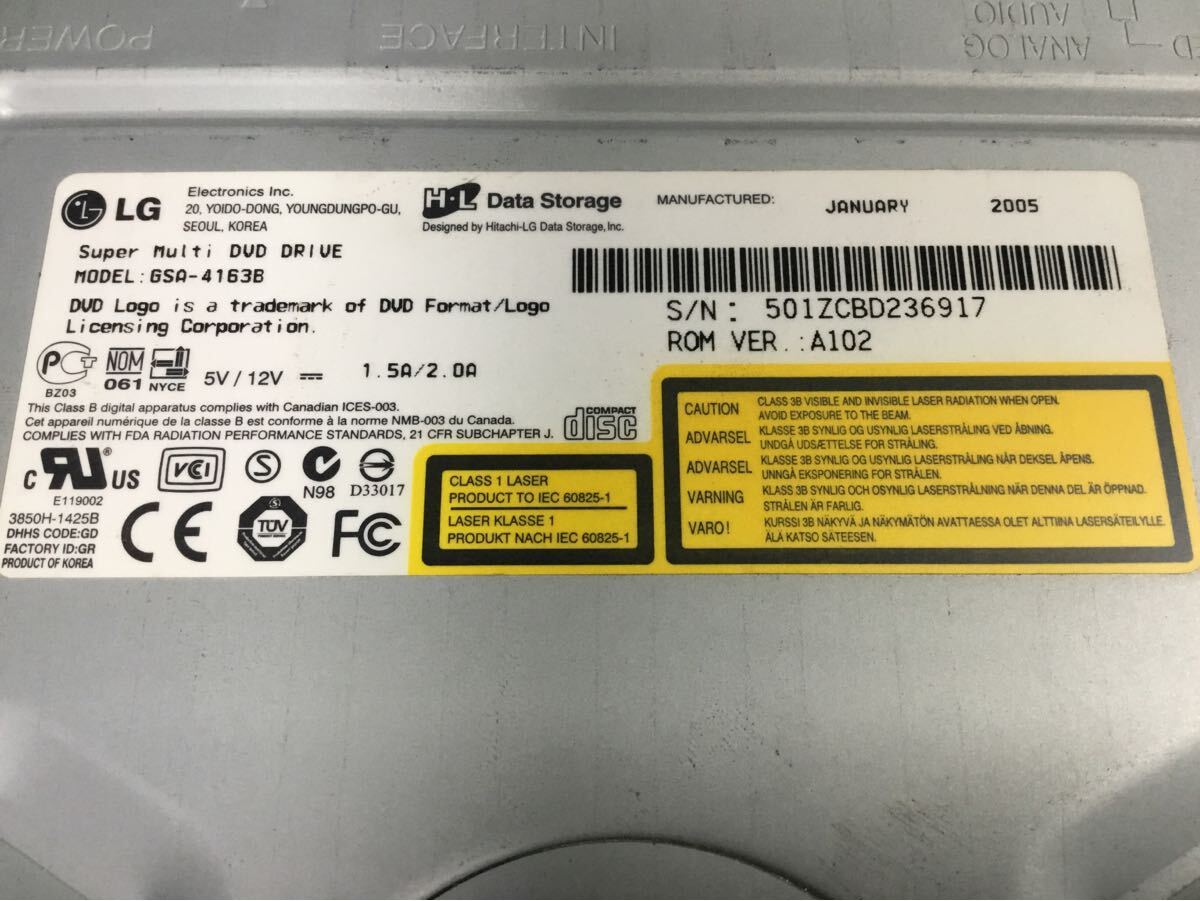 POWER
INTERFACE
ANALOG
AUDIO
LG
Electronics Inc.
20, YOIDO-DONG, YOUNGDUNGPO-GU,
SEOUL, KOREA
H·L Data Storage
Designed by Hitachi-LG Data Storage, Inc.
MANUFACTURED: JANUARY 2005
Super Multi DVD DRIVE
MODEL:GSA-4163B
DVD Logo is a trademark of DVD Format/Logo
Licensing Corporation.
S/N: 501ZCBD236917
ROM VER.:A102
PCT
BZ03
NOM
061
NYCE
5V / 12V
1.5A/2.0A
This Class B digital apparatus complies with Canadian ICES-003.
Cet appareil numérique de la classe B est conforme à la norme NMB-003 du Canada.
COMPLIES WITH FDA RADIATION PERFORMANCE STANDARDS, 21 CFR SUBCHAPTER J.
COMPACT
disc
C RU ® US
E119002
VCI
S
N98
D33017
3850H-1425B
DHHS CODE:GD
FACTORY ID:GR
PRODUCT OF KOREA
CE
TÜV
FC
CLASS 1 LASER
PRODUCT TO IEC 60825-1
LASER KLASSE 1
PRODUKT NACH IEC 60825-1
CAUTION CLASS 3B VISIBLE AND INVISIBLE LASER RADIATION WHEN OPEN.
AVOID EXPOSURE TO THE BEAM.
ADVARSEL KLASSE 3B SYNLIG OG USYNLIG LASERSTRÅLING VED ÅBNING.
UNDGÅ UDSÆTTELSE FOR STRÅLING.
ADVARSEL KLASSE 3B SYNLIG OG USYNLIG LASERSTRÅLING NÅR DEKSEL ÅPENS.
UNNGÅ EKSPONERING FOR STRÅLEN.
VARNING KLASS 3B SYNLIG OCH OSYNLIG LASERSTRÅLNING NÄR DENNA DEL ÄR ÖPPNAD.
STRÅLEN ÄR FARLIG.
VARO! KURSSI 3B NÄKYVÄ JA NÄKYMÄTÖN AVATTAESSA OLET ALTTIINA LASERSÄTEILYLLE.
ÄLÄ KATSO SÄTEESEN.